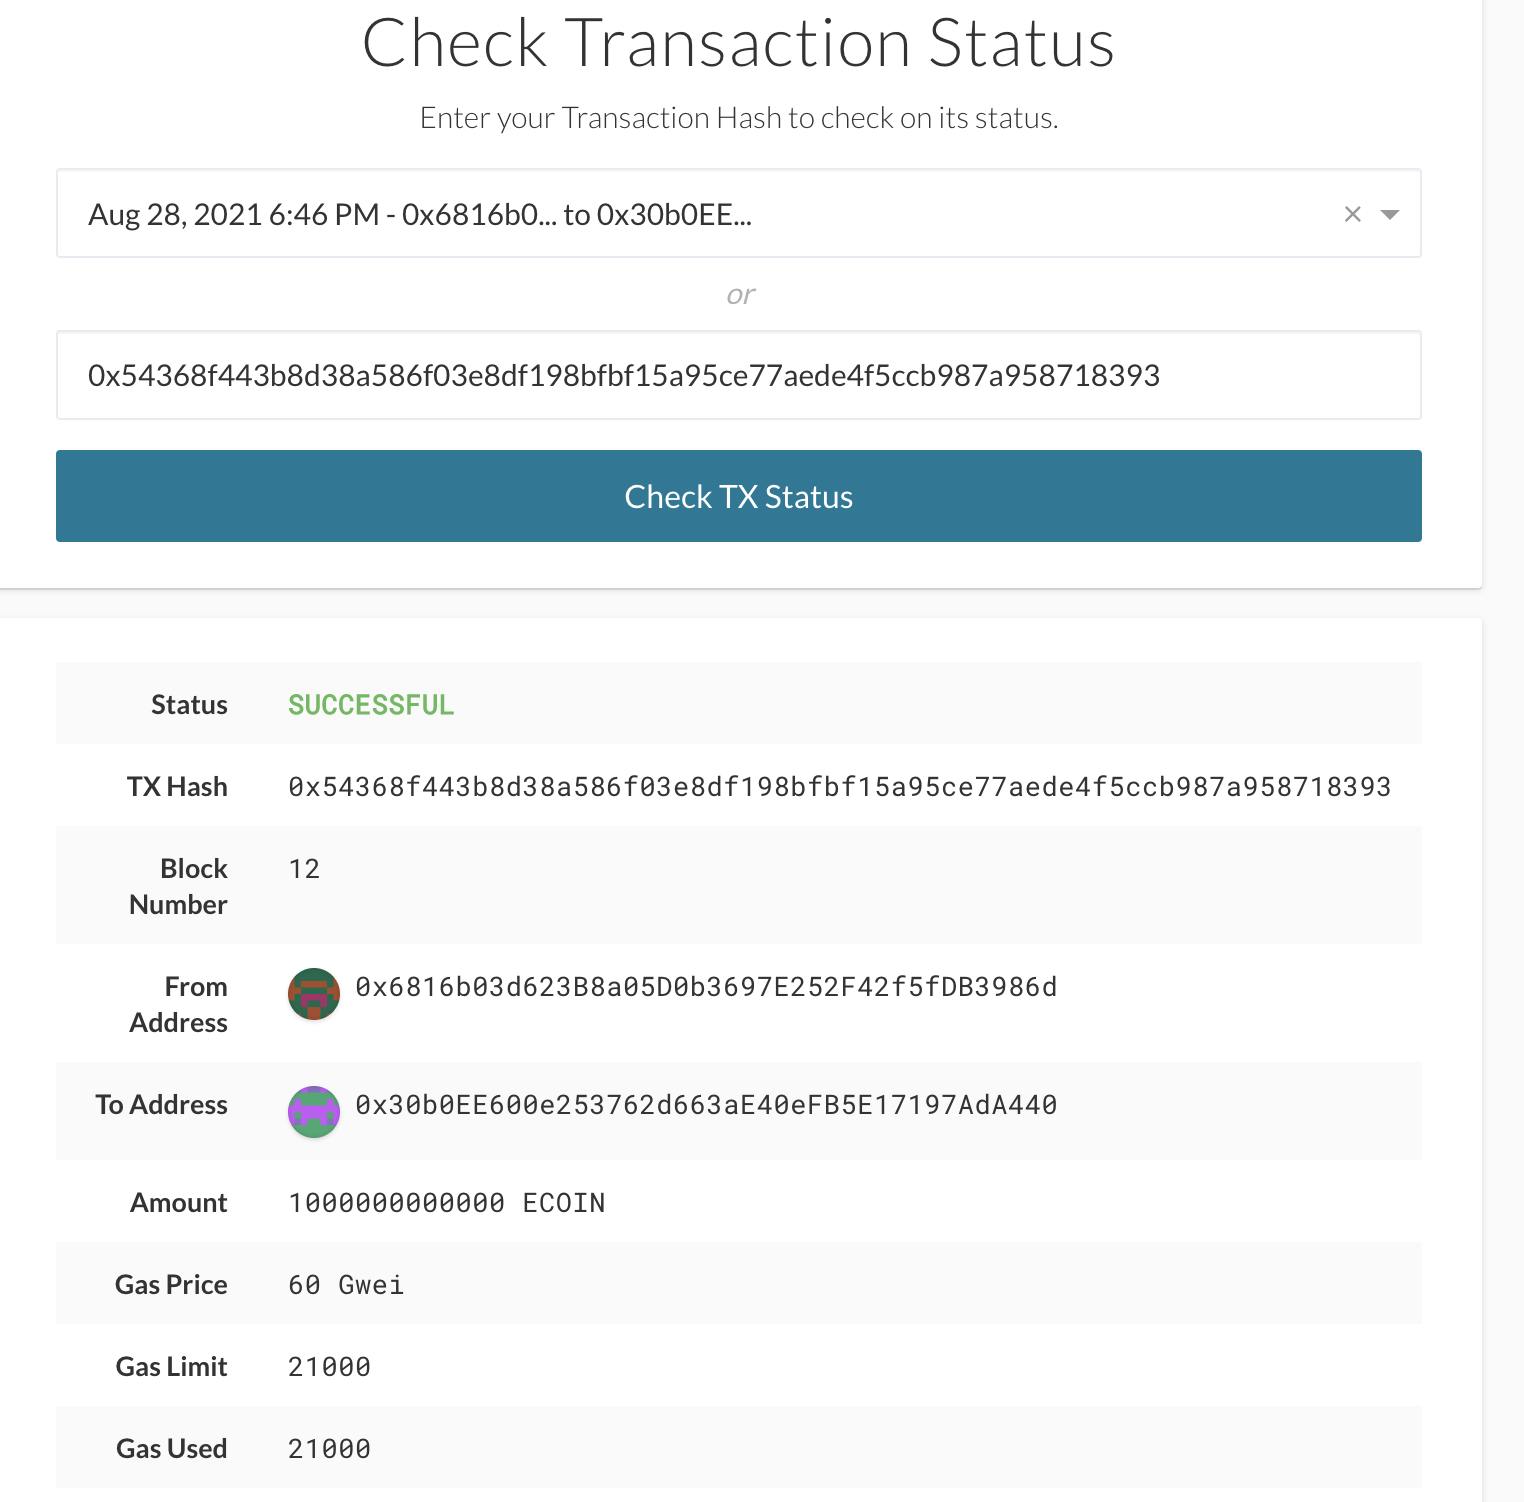 Check Transaction Status
Enter your Transaction Hash to check on its status.
Aug 28, 2021 6:46 PM - 0x6816b0... to 0x30b0EE...
or
0x54368f443b8d38a586f03e8df198bfbf15a95ce77aede4f5ccb987a958718393
Check TX Status
Status SUCCESSFUL
TX Hash 0x54368f443b8d38a586f03e8df198bfbf15a95ce77aede4f5ccb987a958718393
Block 12
Number
From 0x6816b03d623B8a05D0b3697E252F42f5fDB3986d
Address
To Address 0x30b0EE600e253762d663aE40eFB5E17197AdA440
Amount 1000000000000 ECOIN
Gas Price 60 Gwei
Gas Limit 21000
Gas Used 21000